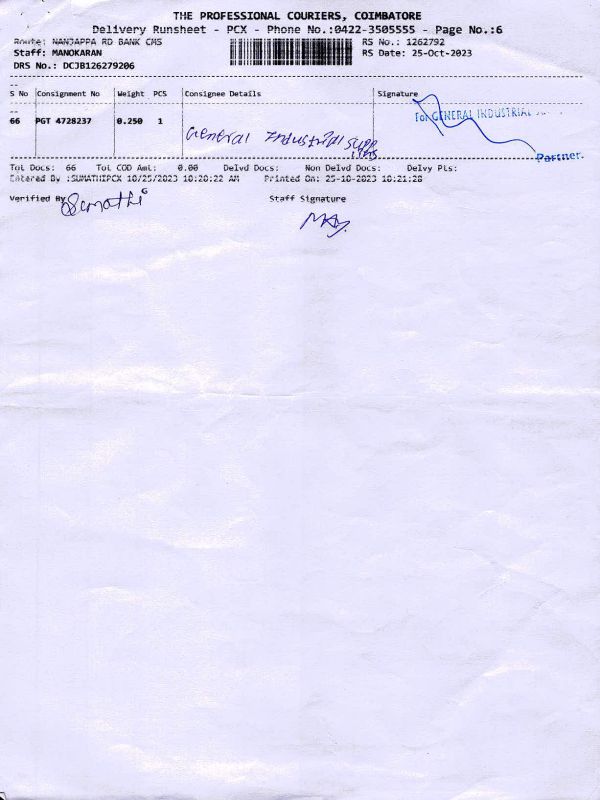 THE PROFESSIONAL COURIERS, COIMBATORE
Delivery Runsheet - PCX - Phone No.:0422-3505555 - Page No.:6
Route: NANJAPPA RD BANK CMS RS No.: 1262792
Staff: MANOKARAN RS Date: 25-Oct-2023
DRS No.: DCJB126279206
S No Consignment No Weight PCS Consignee Details Signature
66 PGT 4728237 0.250 1 For GENERAL INDUSTRIAL
General Industrial
Partner.
Tot Docs: 66 Tot COD Amt: 0.00 Delvd Docs: Non Delvd Docs: Delvy Pts:
Entered By :SUMATHIPCX 10/25/2023 10:20:22 AM Printed On: 25-10-2023 10:21:26
Verified By Sumathi Staff Signature